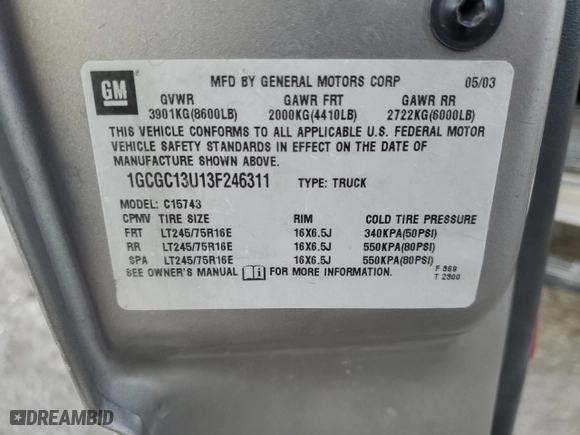 GM
MFD BY GENERAL MOTORS CORP 05/03
GVWR GAWR FRT GAWR RR
3901KG(8600LB) 2000KG(4410LB) 2722KG(6000LB)
THIS VEHICLE CONFORMS TO ALL APPLICABLE U.S. FEDERAL MOTOR
VEHICLE SAFETY STANDARDS IN EFFECT ON THE DATE OF
MANUFACTURE SHOWN ABOVE.
1GCGC13U13F246311 TYPE: TRUCK
MODEL: C15743
CPMV TIRE SIZE RIM COLD TIRE PRESSURE
FRT LT245/75R16E 16X6.5J 340KPA(50PSI)
RR LT245/75R16E 16X6.5J 550KPA(80PSI)
SPA LT245/75R16E 16X6.5J 550KPA(80PSI)
SEE OWNER'S MANUAL FOR MORE INFORMATION.
F 369
T 2300
DREAMBID